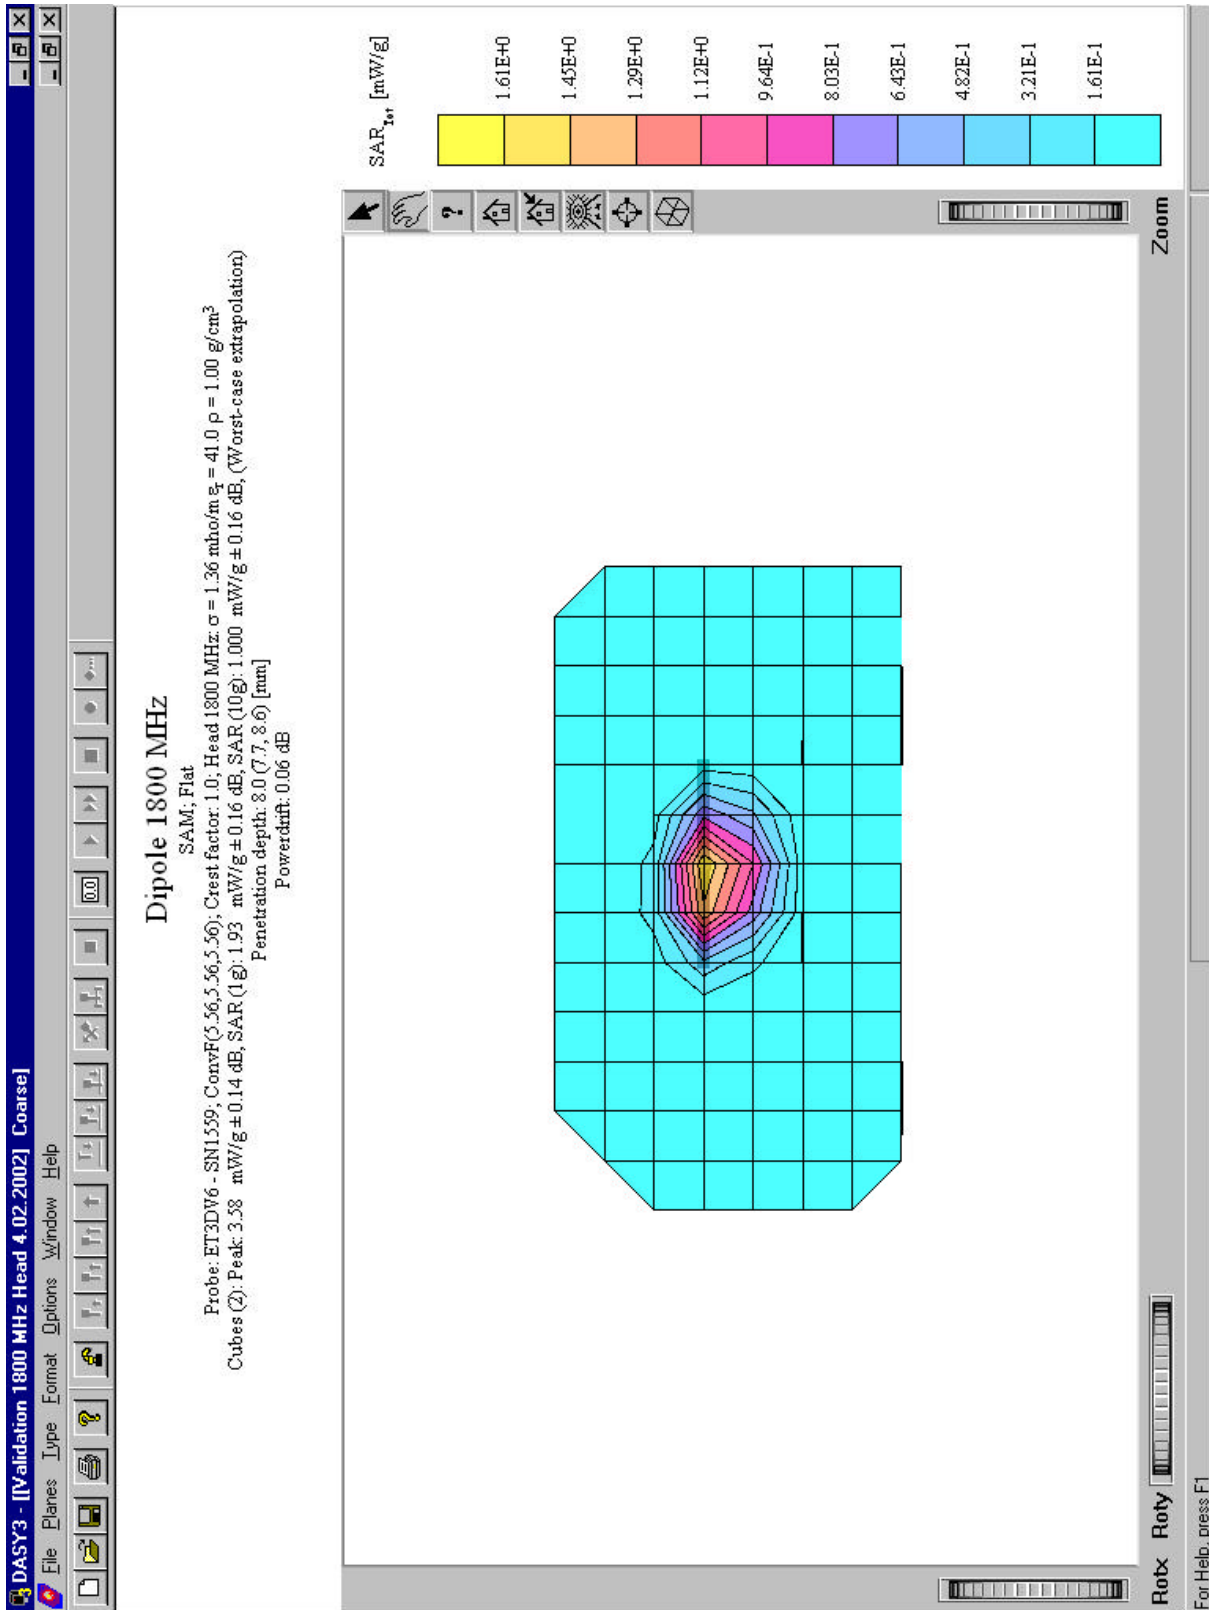 DASY3 - [[Validation 1800 MHz Head 4.02.2002] Coarse]
File Planes Type Format Options Window Help
0.0
Dipole 1800 MHz
SAM; Flat
Probe: ET3DV6 - SN1559; ConvF(5.56,5.56,5.56); Crest factor: 1.0; Head 1800 MHz: σ = 1.36 mho/m εr = 41.0 ρ = 1.00 g/cm³
Cubes (2): Peak: 3.58 mW/g ± 0.14 dB, SAR (1g): 1.93 mW/g ± 0.16 dB, SAR (10g): 1.000 mW/g ± 0.16 dB, (Worst-case extrapolation)
Penetration depth: 8.0 (7.7, 8.6) [mm]
Powerdrift: 0.06 dB
SARTot [mW/g]
1.61E+0
1.45E+0
1.29E+0
1.12E+0
9.64E-1
8.03E-1
6.43E-1
4.82E-1
3.21E-1
1.61E-1
Rotx Roty Zoom
For Help, press F1